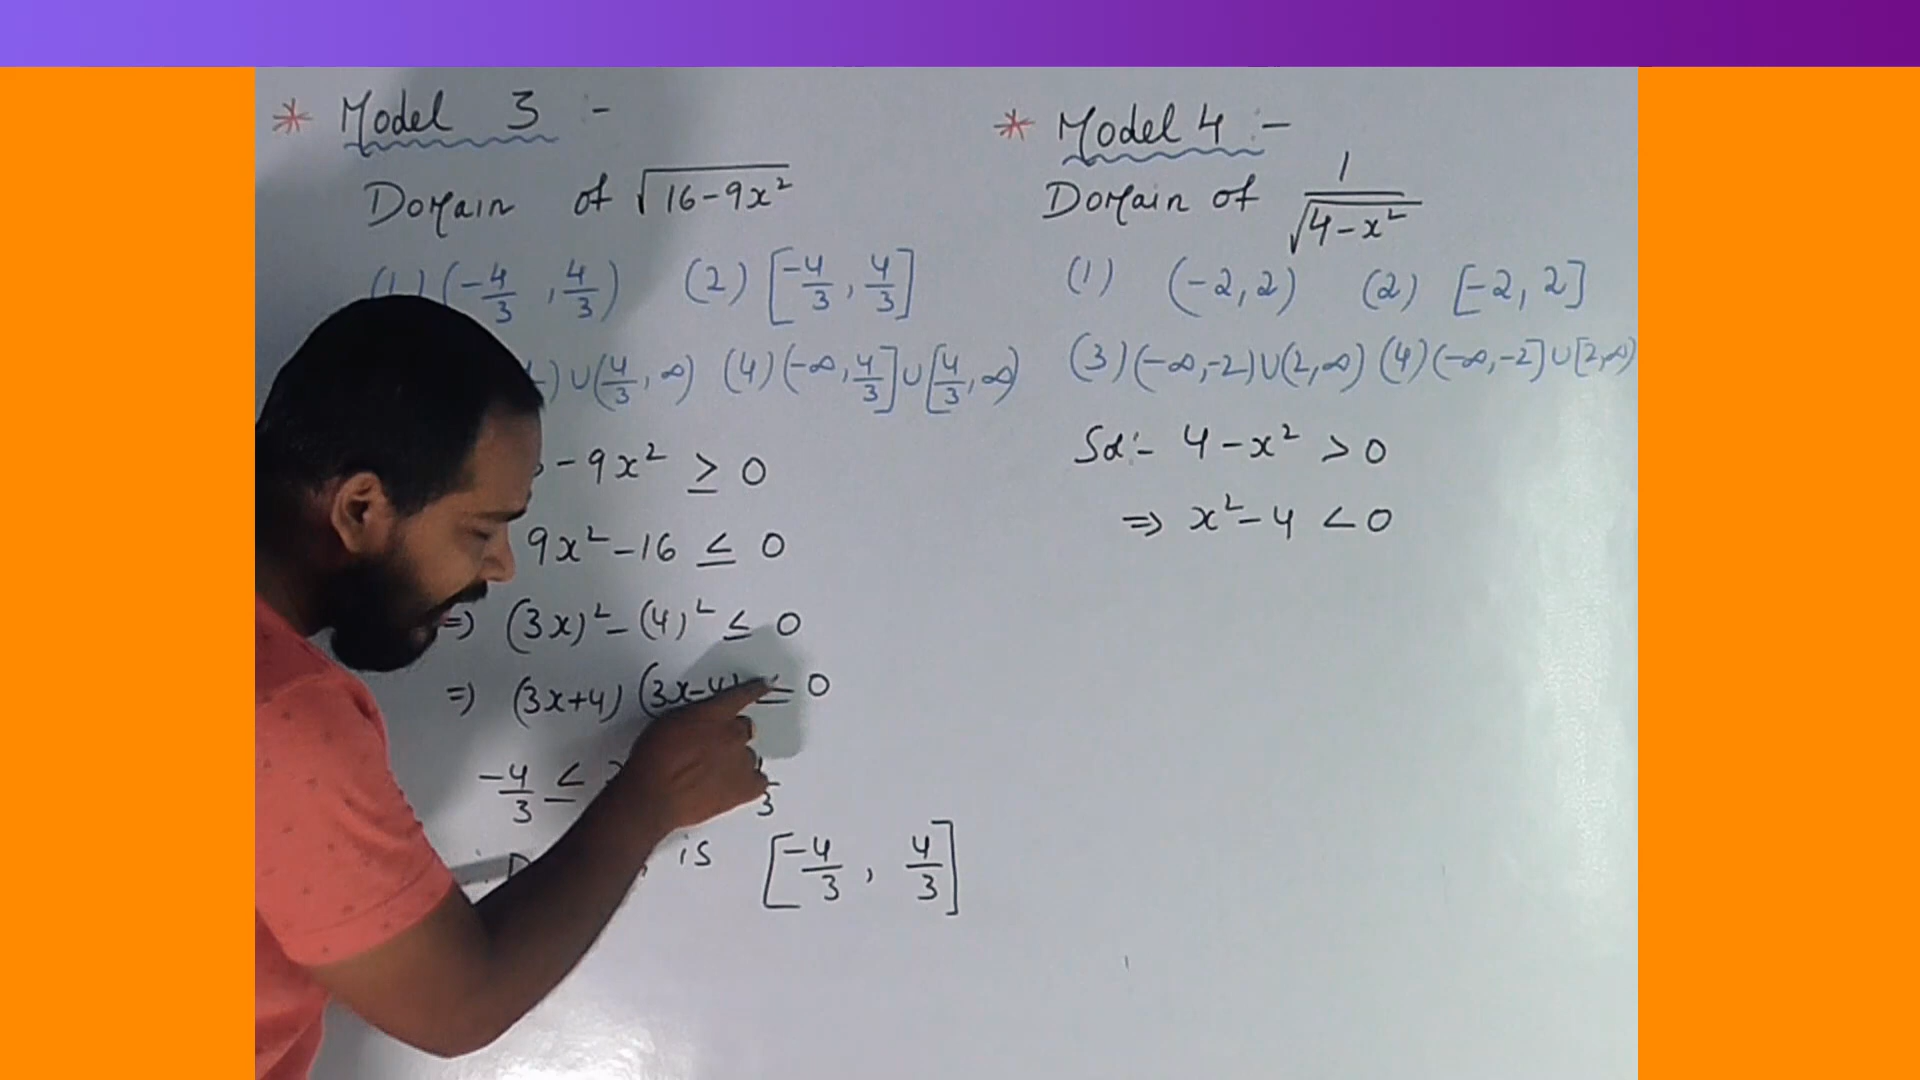 * Model 3 :-
Domain of √(16-9x²)
(-4/3, 4/3) (2) [-4/3, 4/3]
) ∪ (4/3, ∞) (4) (-∞, 4/3] ∪ [4/3, ∞)
-9x² ≥ 0
9x²-16 ≤ 0
⇒ (3x)² - (4)² ≤ 0
⇒ (3x+4) (3x-4) ≤ 0
-4/3 ≤
is [-4/3, 4/3]
* Model 4 :-
Domain of 1/√(4-x²)
(1) (-2,2) (2) [-2,2]
(3) (-∞,-2)∪(2,∞) (4) (-∞,-2]∪[2,∞)
Sol:- 4-x² > 0
⇒ x²-4 < 0